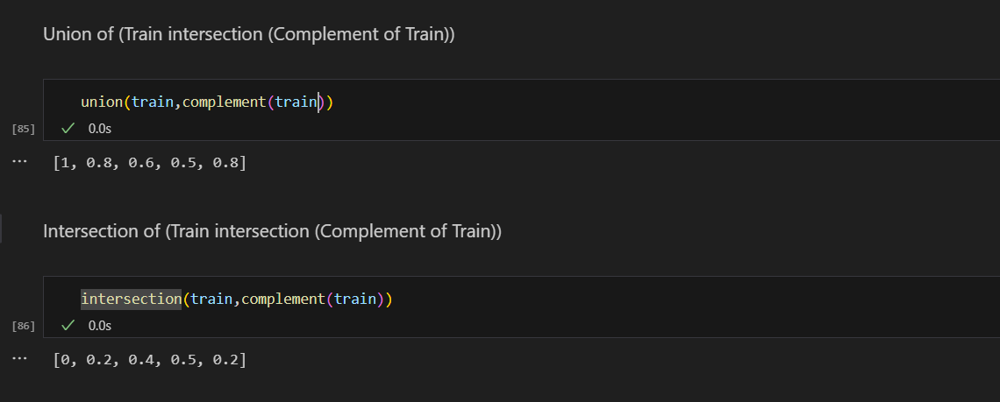 Union of (Train intersection (Complement of Train))
union(train,complement(train))
[85]
0.0s
... [1, 0.8, 0.6, 0.5, 0.8]
Intersection of (Train intersection (Complement of Train))
intersection(train,complement(train))
[86]
0.0s
... [0, 0.2, 0.4, 0.5, 0.2]